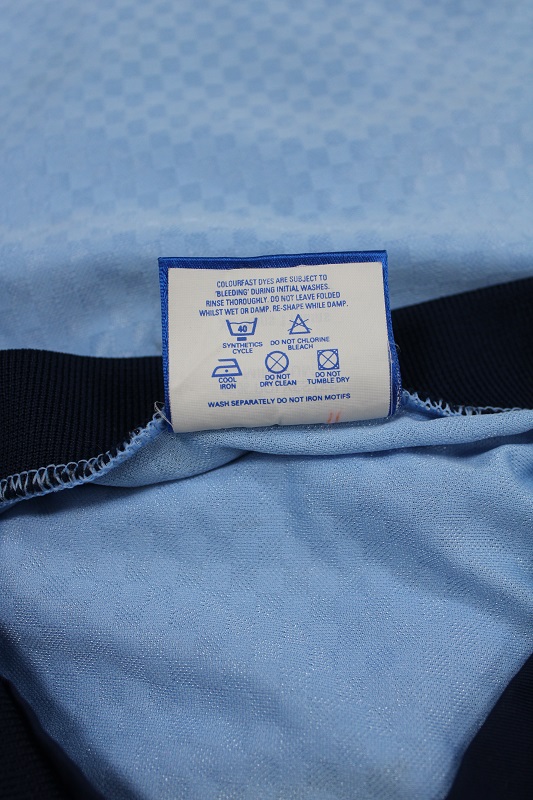 COLOURFAST DYES ARE SUBJECT TO
'BLEEDING' DURING INITIAL WASHES.
RINSE THOROUGHLY. DO NOT LEAVE FOLDED
WHILST WET OR DAMP. RE-SHAPE WHILE DAMP.
40
SYNTHETICS CYCLE
DO NOT CHLORINE BLEACH
COOL IRON
DO NOT DRY CLEAN
DO NOT TUMBLE DRY
WASH SEPARATELY DO NOT IRON MOTIFS